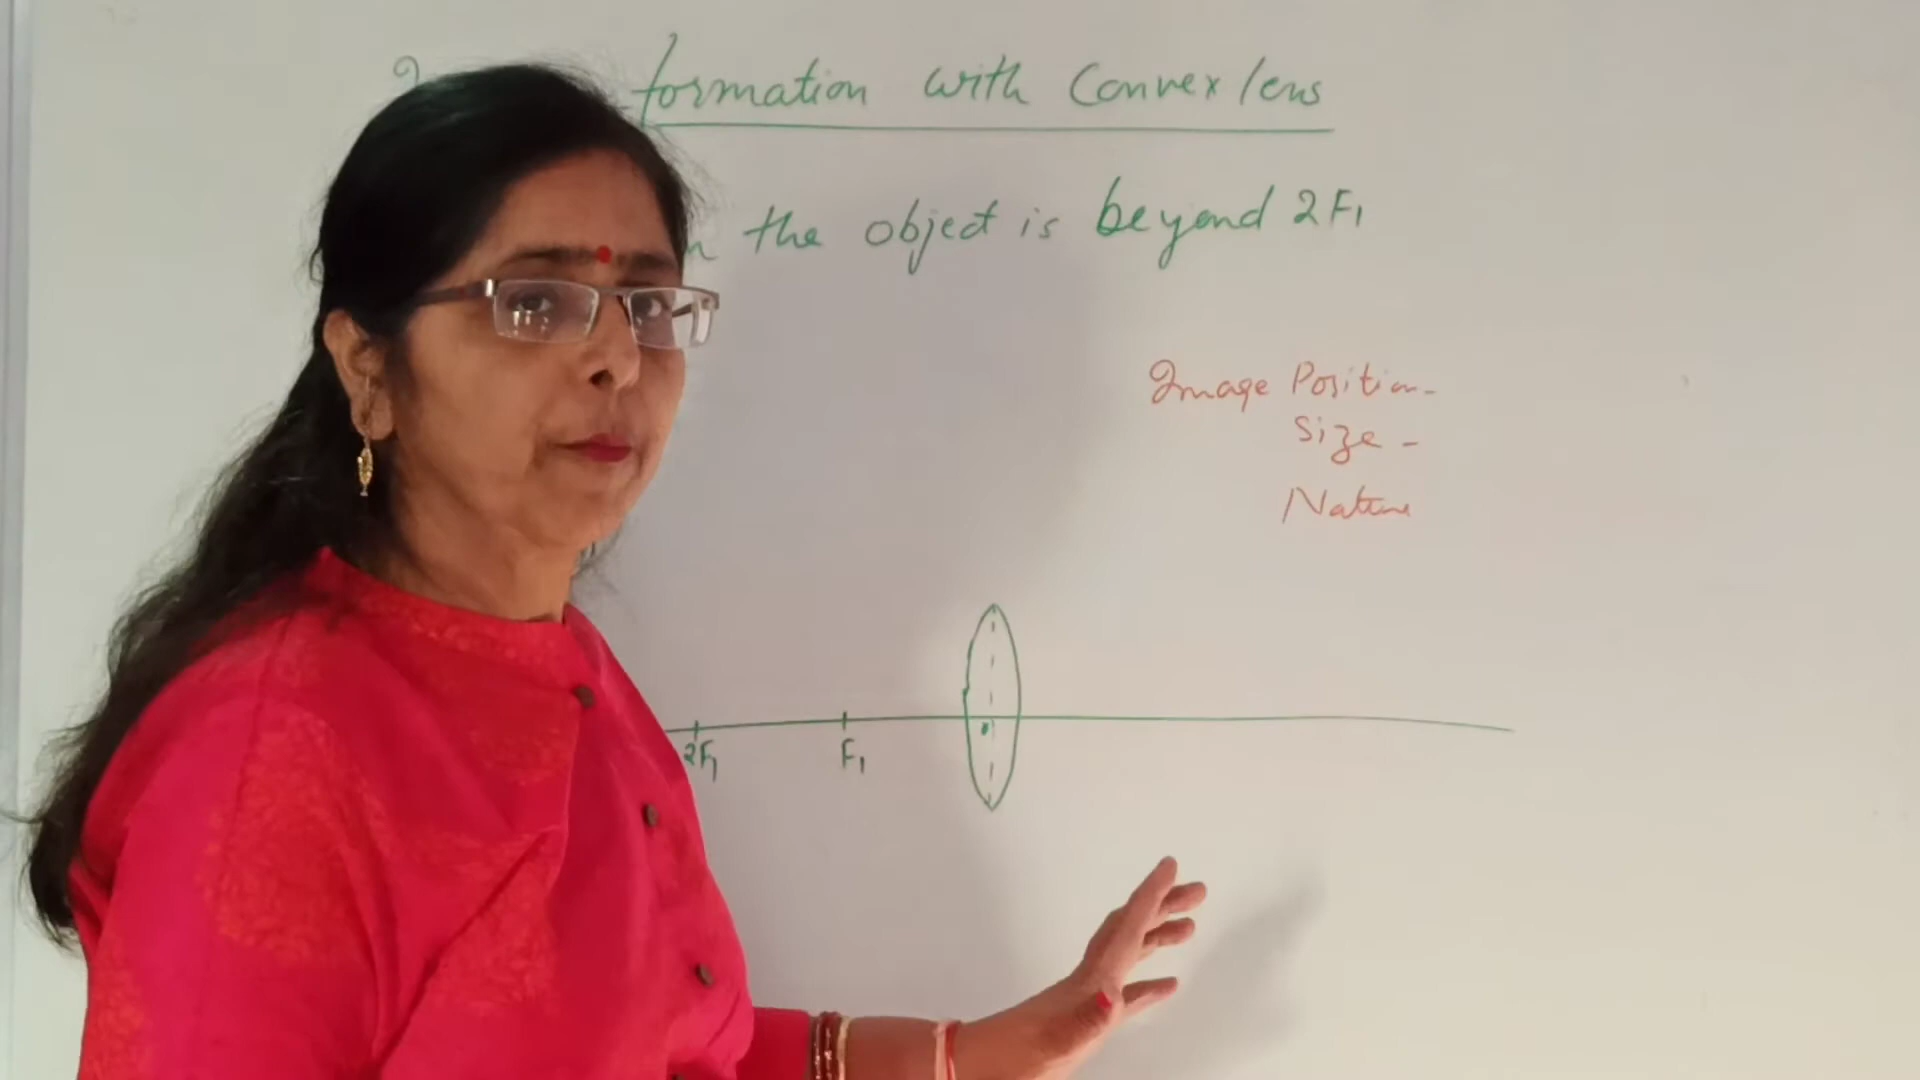 formation with Convex lens
the object is beyond 2F1
Image Position-
Size -
Nature
2F1 F1